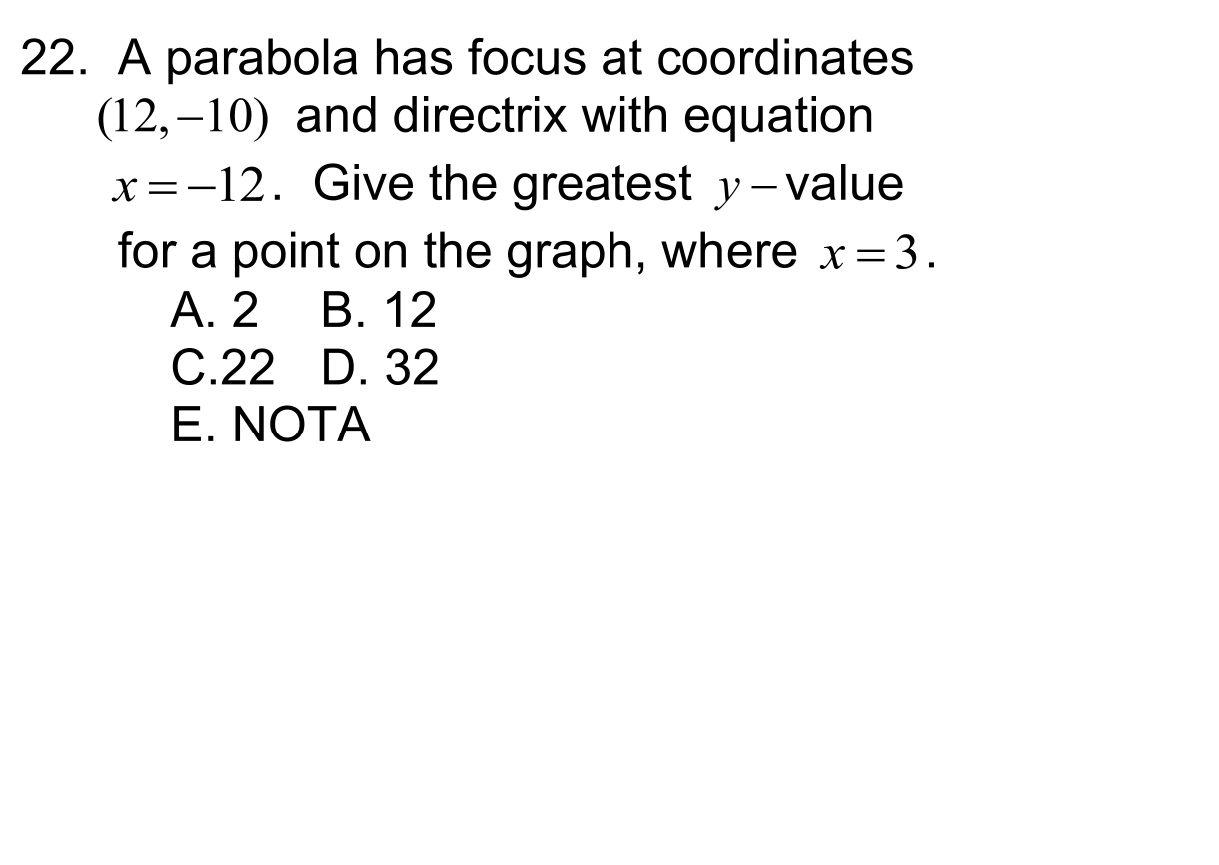 22. A parabola has focus at coordinates
(12,−10) and directrix with equation
x = −12. Give the greatest y − value
for a point on the graph, where x = 3.
A. 2 B. 12
C.22 D. 32
E. NOTA